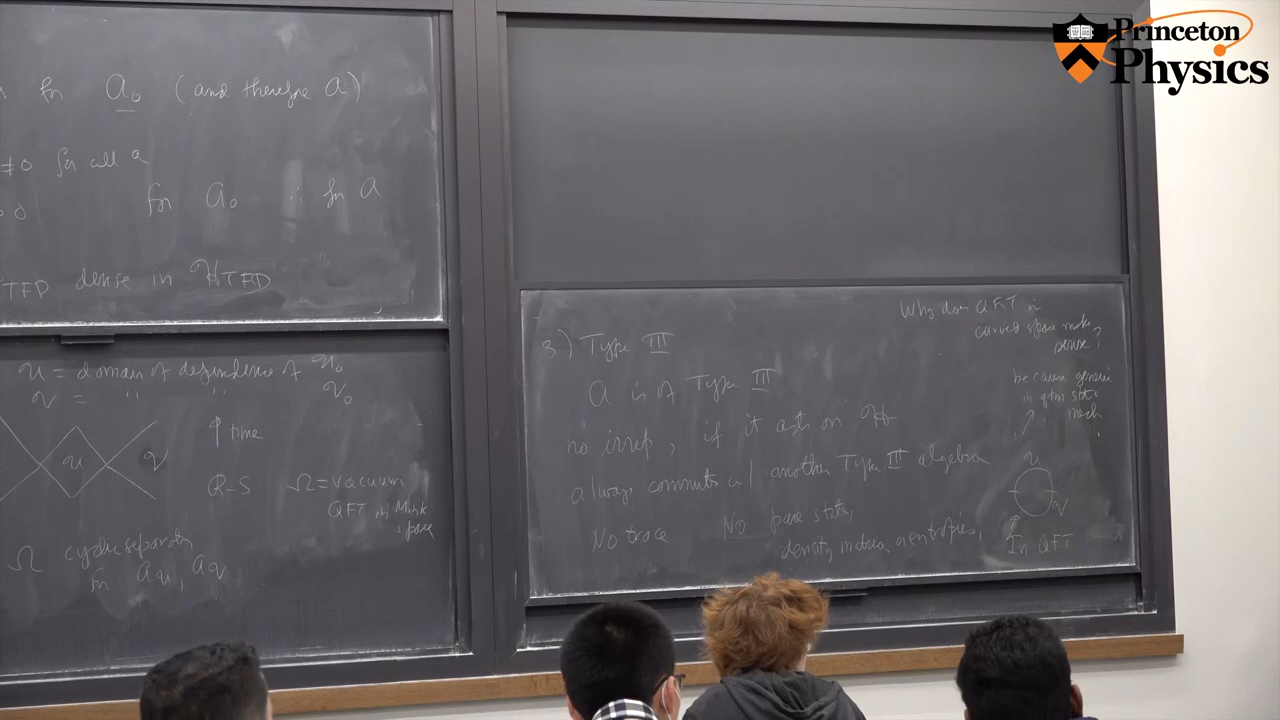 for a₀ (and therefore a)
≠0 for all a
for a₀ ∴ for a
TFD dense in ℋTFD
U = domain of dependence of U₀
V = " " V₀
U V
↑ time
R-S Ω = vacuum
QFT in Mink
space
Ω cyclic separating
for a_U, a_V
3) Type III
a is of Type III
no irrep, if it acts on ℋ
always commutes w/ another Type III algebra
No trace No pure states,
density matrices, entropies,
Why does QFT in
curved space make
sense?
because
in qtm stat
mech
?
U
V
In QFT
Princeton
Physics